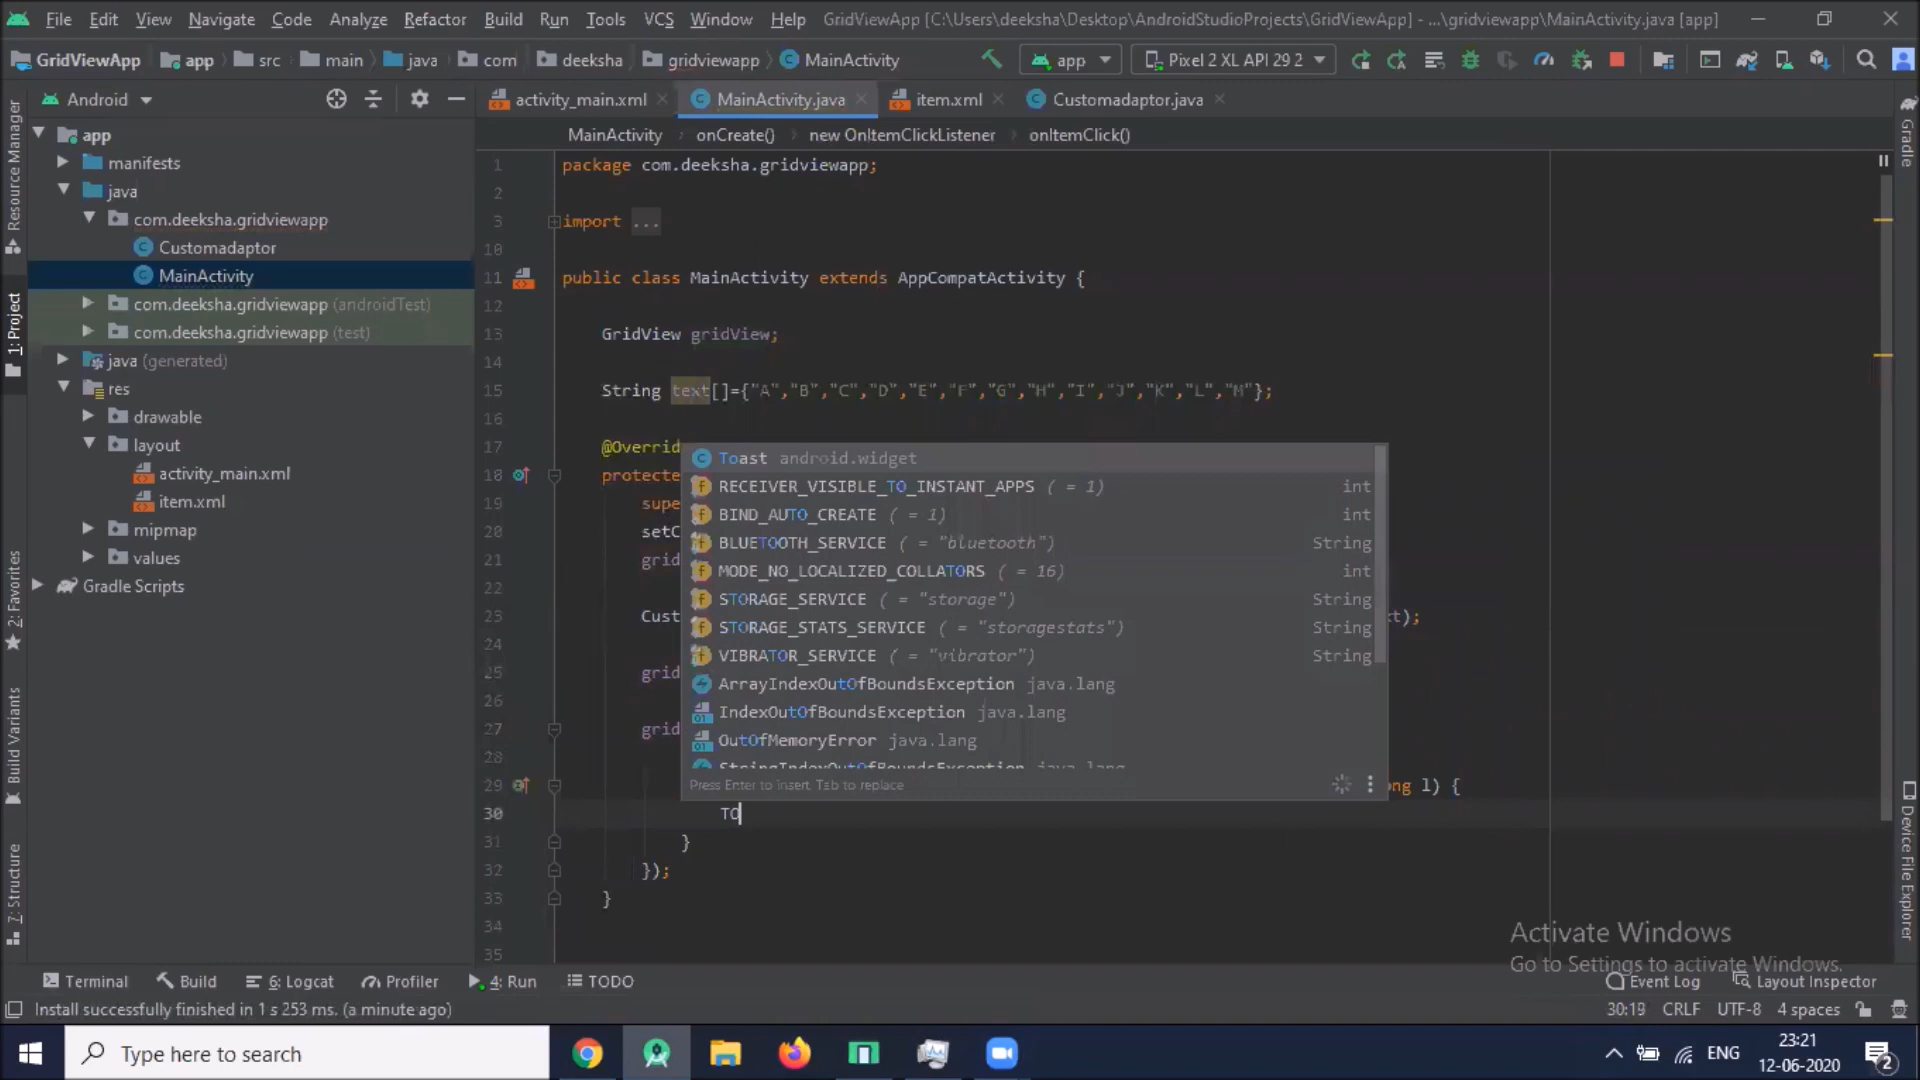 File Edit View Navigate Code Analyze Refactor Build Run Tools VCS Window Help GridViewApp [C:\Users\deeksha\Desktop\AndroidStudioProjects\GridViewApp] - ...\gridviewapp\MainActivity.java [app]
GridViewApp app src main java com deeksha gridviewapp MainActivity app Pixel 2 XL API 29 2
Android activity_main.xml MainActivity.java item.xml Customadaptor.java
MainActivity onCreate() new OnItemClickListener onItemClick()
Resource Manager
1: Project
2: Favorites
Build Variants
7: Structure
app
manifests
java
com.deeksha.gridviewapp
Customadaptor
MainActivity
com.deeksha.gridviewapp (androidTest)
com.deeksha.gridviewapp (test)
java (generated)
res
drawable
layout
activity_main.xml
item.xml
mipmap
values
Gradle Scripts
1 package com.deeksha.gridviewapp;
2
3 import ...
10
11 public class MainActivity extends AppCompatActivity {
12
13 GridView gridView;
14
15 String text[]={"A","B","C","D","E","F","G","H","I","J","K","L","M"};
16
17 @Overrid
18 protecte
19 supe
20 setC
21 grid
22
23 Cust t);
24
25 grid
26
27 grid
28
29 ong l) {
30 TO
31 }
32 });
33 }
34
35
Toast android.widget
RECEIVER_VISIBLE_TO_INSTANT_APPS ( = 1) int
BIND_AUTO_CREATE ( = 1)
BLUETOOTH_SERVICE ( = "bluetooth") String
MODE_NO_LOCALIZED_COLLATORS ( = 16) int
STORAGE_SERVICE ( = "storage") String
STORAGE_STATS_SERVICE ( = "storagestats") String
VIBRATOR_SERVICE ( = "vibrator") String
ArrayIndexOutOfBoundsException java.lang
IndexOutOfBoundsException java.lang
OutOfMemoryError java.lang
StringIndexOutOfBoundsException java.lang
Press Enter to insert, Tab to replace
Gradle
Device File Explorer
Activate Windows
Go to Settings to activate Windows.
Terminal Build 6: Logcat Profiler 4: Run TODO Event Log Layout Inspector
Install successfully finished in 1 s 253 ms. (a minute ago) 30:19 CRLF UTF-8 4 spaces
Type here to search ENG 23:21
12-06-2020 2